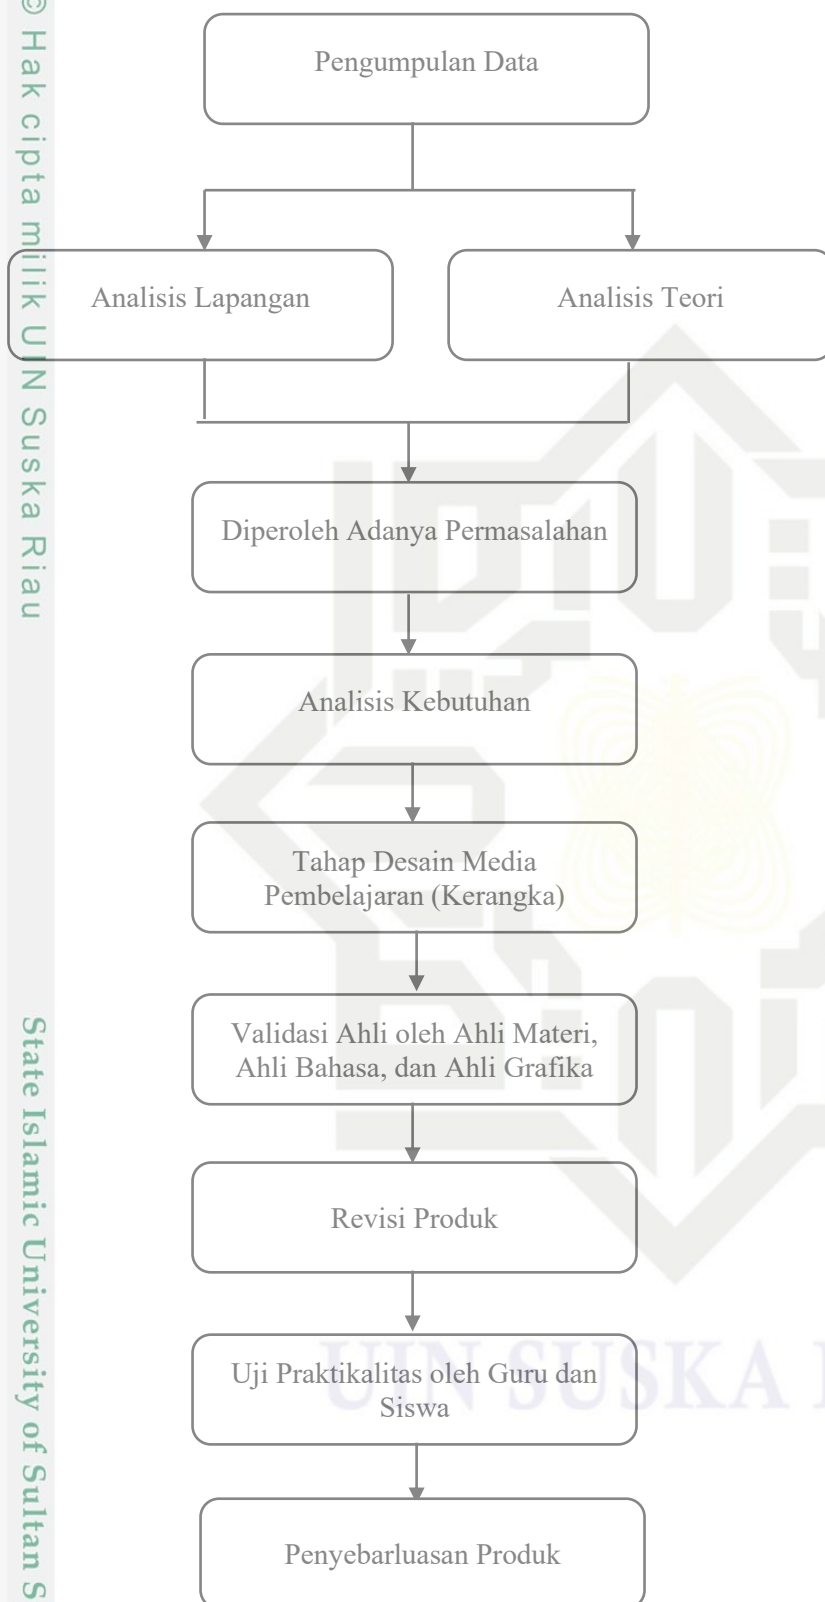 © Hak cipta milik UIN Suska Riau
State Islamic University of Sultan S
Pengumpulan Data
Analisis Lapangan
Analisis Teori
Diperoleh Adanya Permasalahan
Analisis Kebutuhan
Tahap Desain Media
Pembelajaran (Kerangka)
Validasi Ahli oleh Ahli Materi,
Ahli Bahasa, dan Ahli Grafika
Revisi Produk
UIN SUSKA
Uji Praktikalitas oleh Guru dan
Siswa
Penyebarluasan Produk